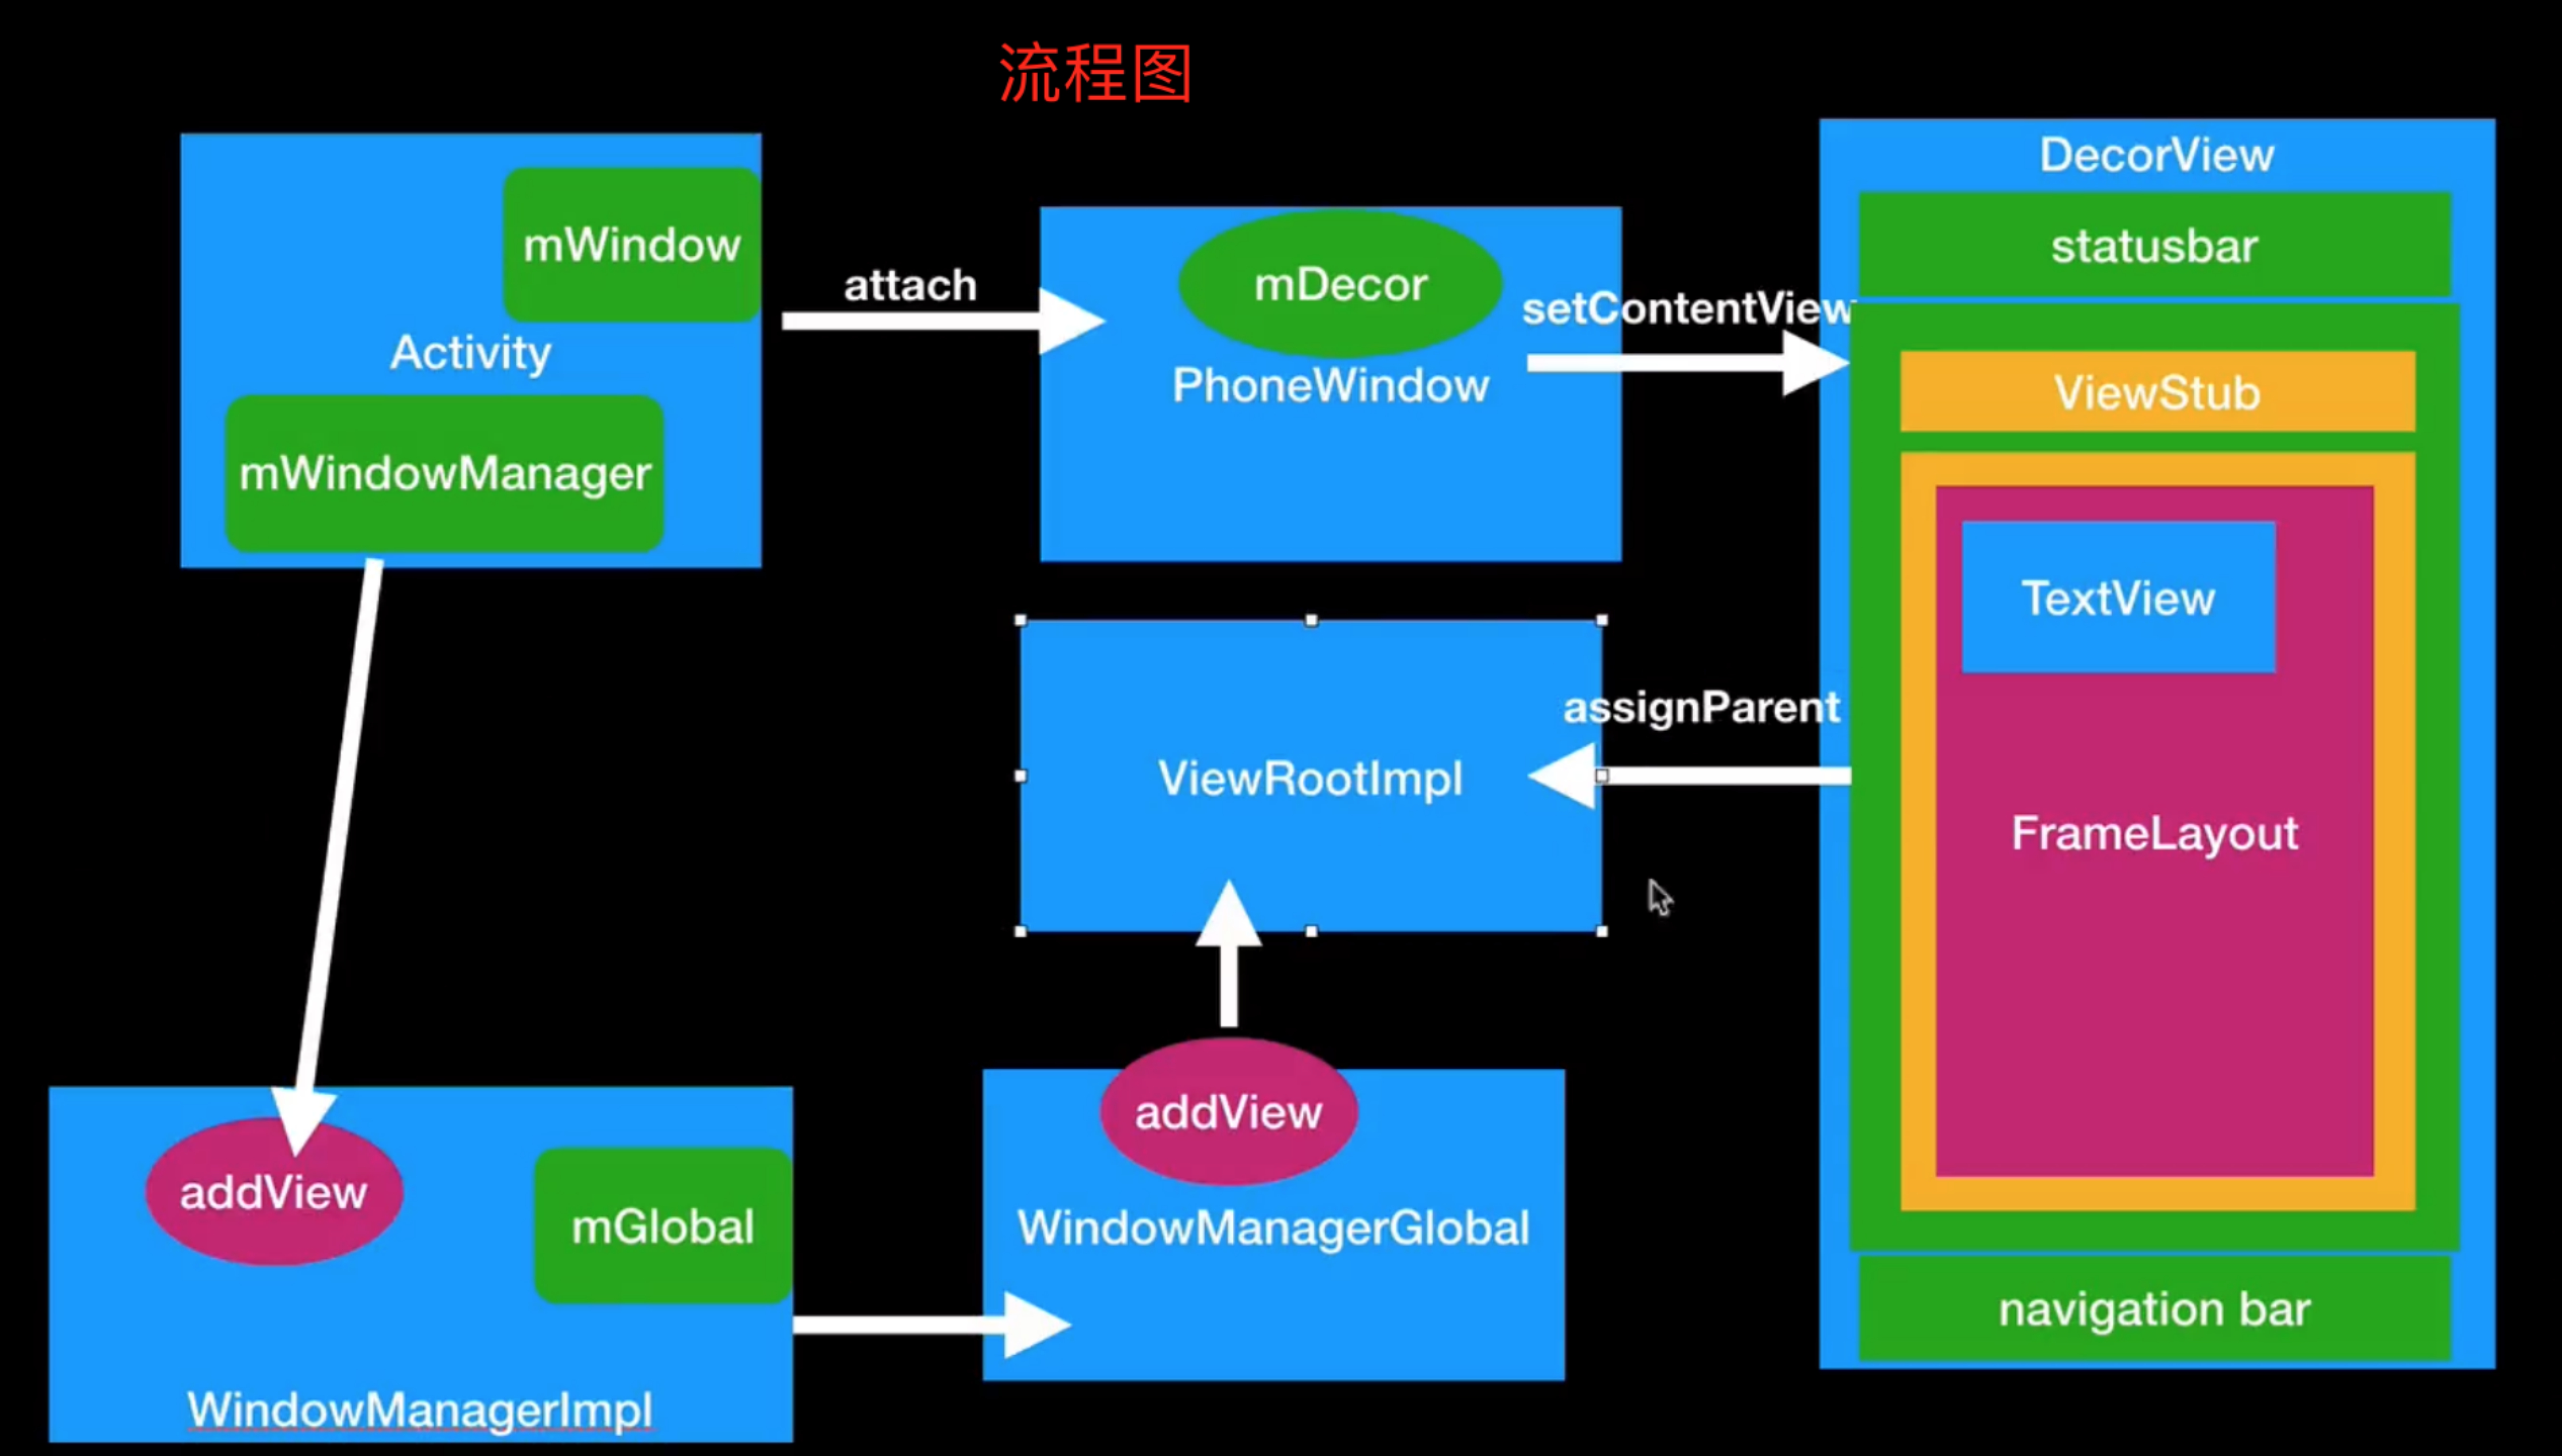 流程图
mWindow
Activity
mWindowManager
attach
mDecor
PhoneWindow
setContentView
DecorView
statusbar
ViewStub
TextView
FrameLayout
navigation bar
assignParent
ViewRootImpl
addView
mGlobal
WindowManagerImpl
addView
WindowManagerGlobal